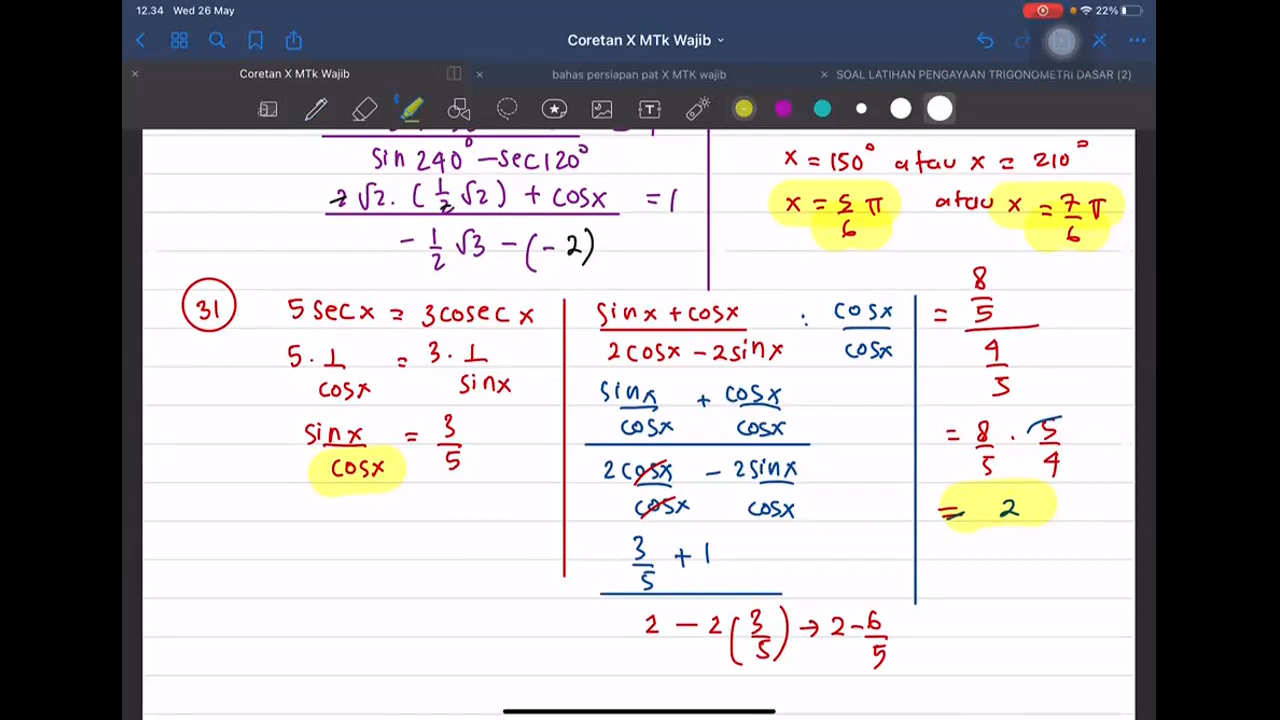 12.34 Wed 26 May
22%
Coretan X MTk Wajib
Coretan X MTk Wajib
bahas persiapan pat X MTK wajib
SOAL LATIHAN PENGAYAAN TRIGONOMETRI DASAR (2)
sin 240° - sec 120°
2 √2 . ( 1/2 √2 ) + cos x = 1
- 1/2 √3 - (-2)
x = 150° atau x = 210°
x = 5/6 π atau x = 7/6 π
31
5 sec x = 3 cosec x
5 . 1/cos x = 3 . 1/sin x
sin x/cos x = 3/5
sin x + cos x : cos x
2 cos x - 2 sin x cos x
sin x/cos x + cos x/cos x
2 cos x/cos x - 2 sin x/cos x
3/5 + 1
2 - 2 ( 3/5 ) → 2 - 6/5
= 8/5
4/5
= 8/5 . 5/4
= 2